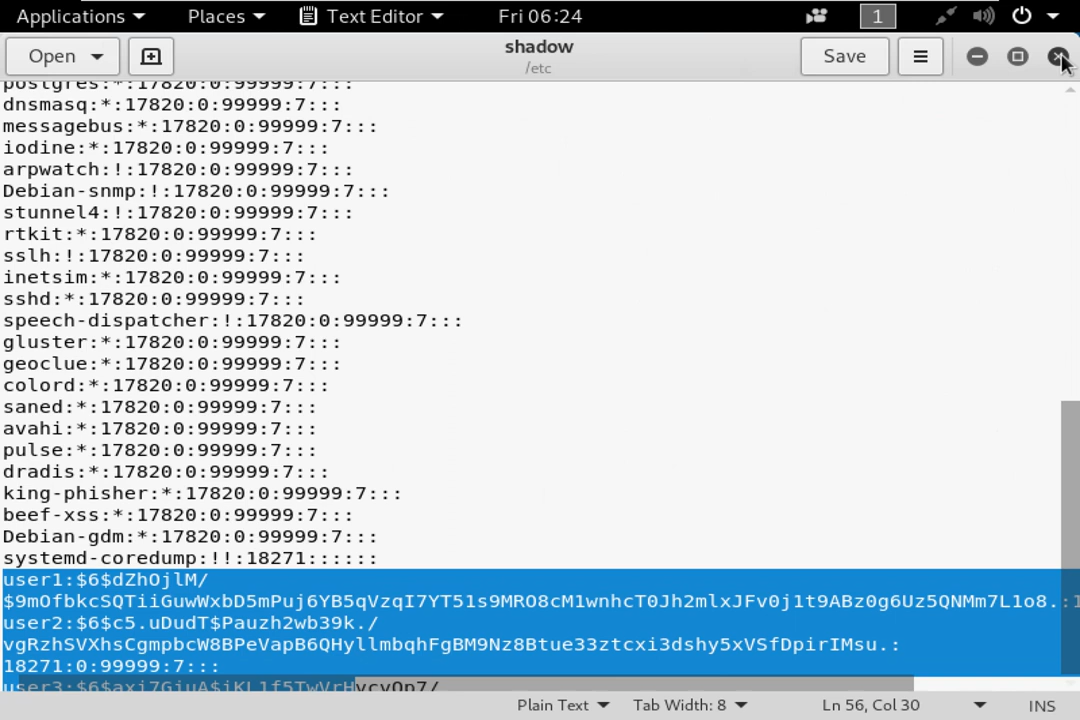 Applications Places Text Editor Fri 06:24 1
Open shadow Save
/etc
postgres:*:17820:0:99999:7:::
dnsmasq:*:17820:0:99999:7:::
messagebus:*:17820:0:99999:7:::
iodine:*:17820:0:99999:7:::
arpwatch:!:17820:0:99999:7:::
Debian-snmp:!:17820:0:99999:7:::
stunnel4:!:17820:0:99999:7:::
rtkit:*:17820:0:99999:7:::
sslh:!:17820:0:99999:7:::
inetsim:*:17820:0:99999:7:::
sshd:*:17820:0:99999:7:::
speech-dispatcher:!:17820:0:99999:7:::
gluster:*:17820:0:99999:7:::
geoclue:*:17820:0:99999:7:::
colord:*:17820:0:99999:7:::
saned:*:17820:0:99999:7:::
avahi:*:17820:0:99999:7:::
pulse:*:17820:0:99999:7:::
dradis:*:17820:0:99999:7:::
king-phisher:*:17820:0:99999:7:::
beef-xss:*:17820:0:99999:7:::
Debian-gdm:*:17820:0:99999:7:::
systemd-coredump:!!:18271::::::
user1:$6$dZhOjlM/
$9mOfbkcSQTiiGuwWxbD5mPuj6YB5qVzqI7YT51s9MRO8cM1wnhcT0Jh2mlxJFv0j1t9ABz0g6Uz5QNMm7L1o8.:1
user2:$6$c5.uDudT$Pauzh2wb39k./
vgRzhSVXhsCgmpbcW8BPeVapB6QHyllmbqhFgBM9Nz8Btue33ztcxi3dshy5xVSfDpirIMsu.:
18271:0:99999:7:::
Plain Text Tab Width: 8 Ln 56, Col 30 INS